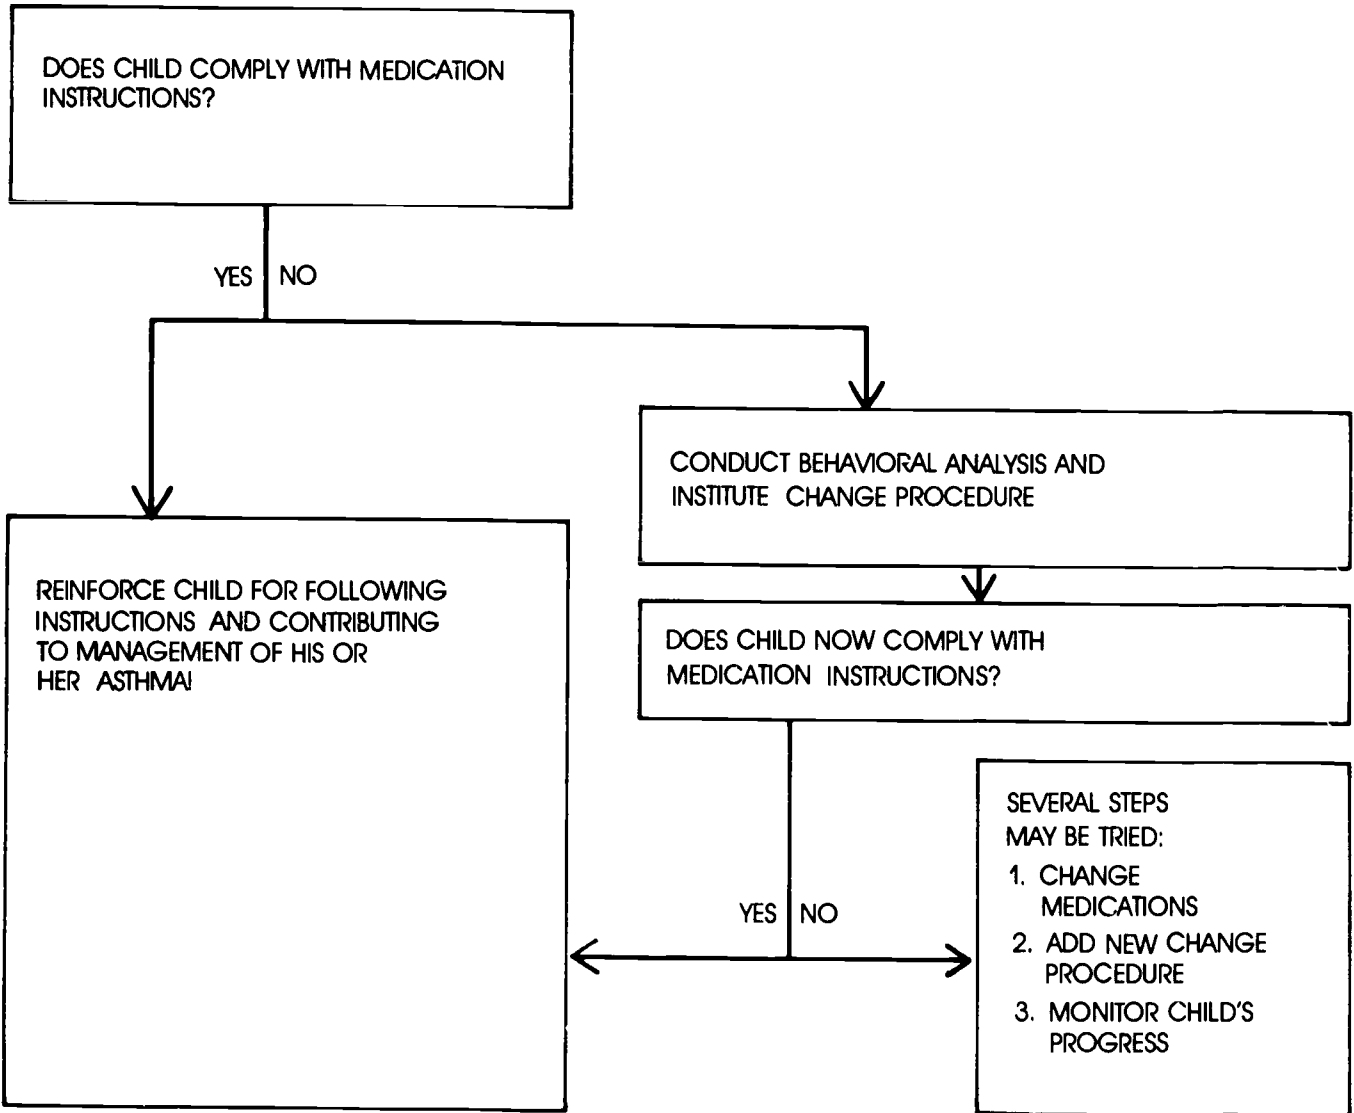 DOES CHILD COMPLY WITH MEDICATION
INSTRUCTIONS?
YES NO
CONDUCT BEHAVIORAL ANALYSIS AND
INSTITUTE CHANGE PROCEDURE
REINFORCE CHILD FOR FOLLOWING
INSTRUCTIONS AND CONTRIBUTING
TO MANAGEMENT OF HIS OR
HER ASTHMA!
DOES CHILD NOW COMPLY WITH
MEDICATION INSTRUCTIONS?
YES NO
SEVERAL STEPS
MAY BE TRIED:
1. CHANGE
MEDICATIONS
2. ADD NEW CHANGE
PROCEDURE
3. MONITOR CHILD'S
PROGRESS